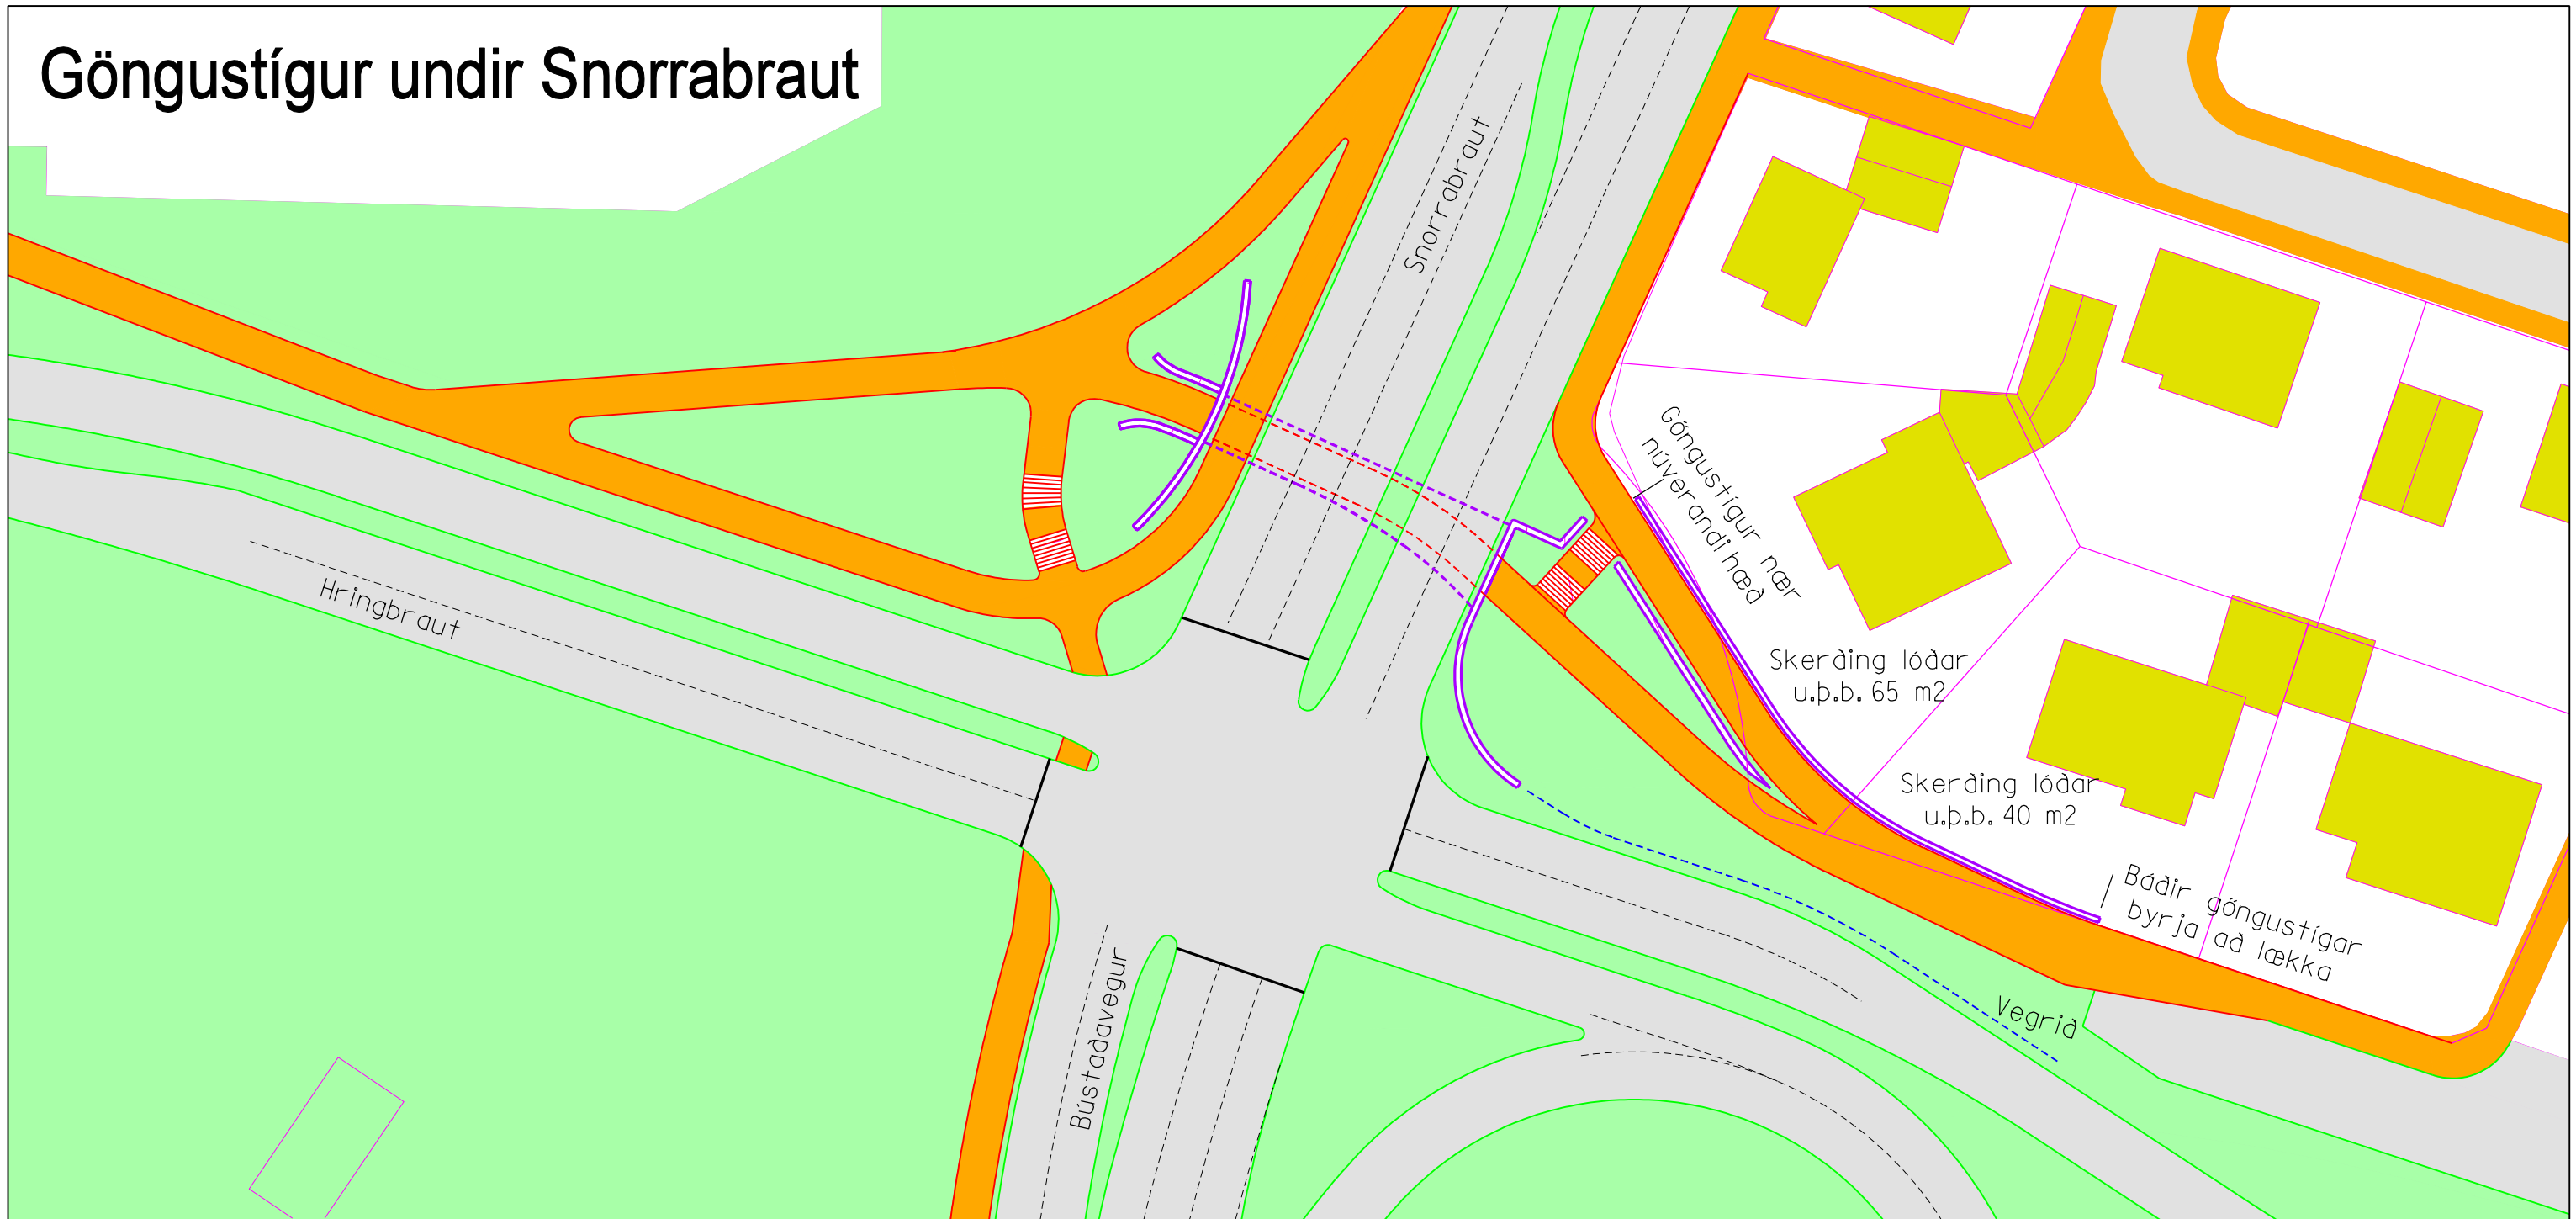 Göngustígur undir Snorrabraut
Snorrabraut
Göngustígur nær
núverandi hæð
Hringbraut
Skerðing lóðar
u.þ.b. 65 m2
Skerðing lóðar
u.þ.b. 40 m2
Báðir göngustígar
byrja að lækka
Bústaðavegur
Vegrið